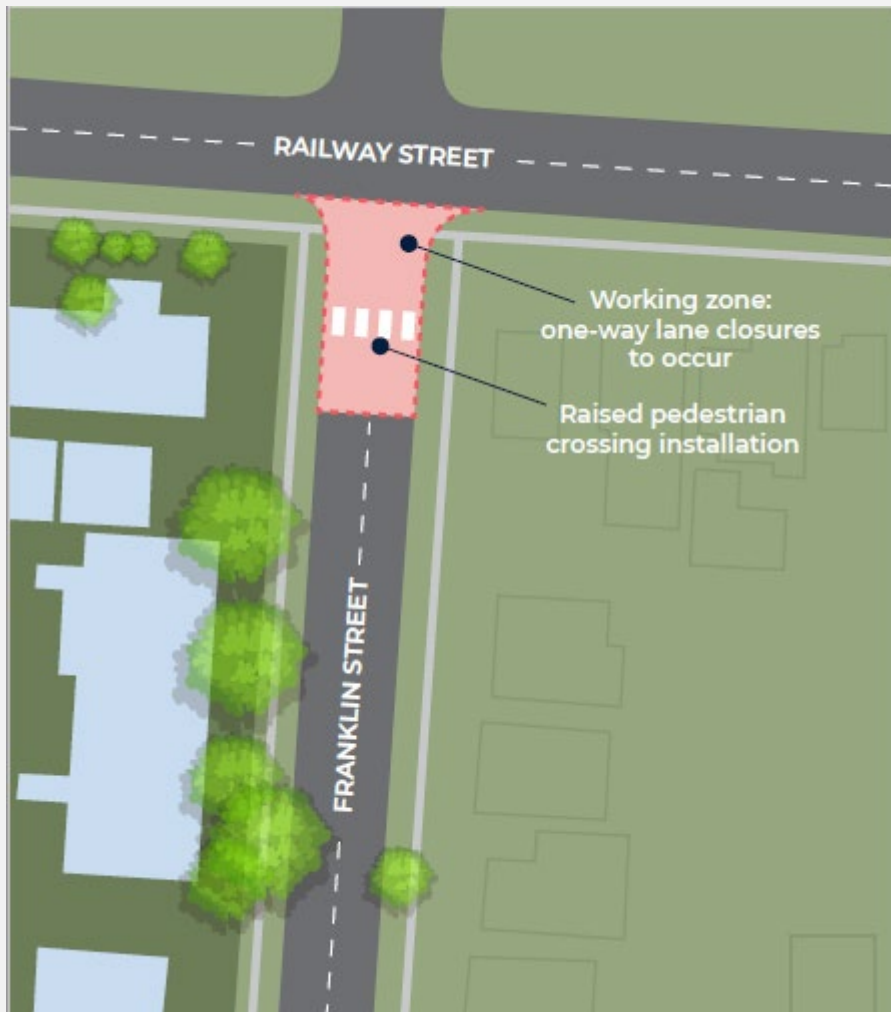 RAILWAY STREET
Working zone:
one-way lane closures
to occur
Raised pedestrian
crossing installation
FRANKLIN STREET